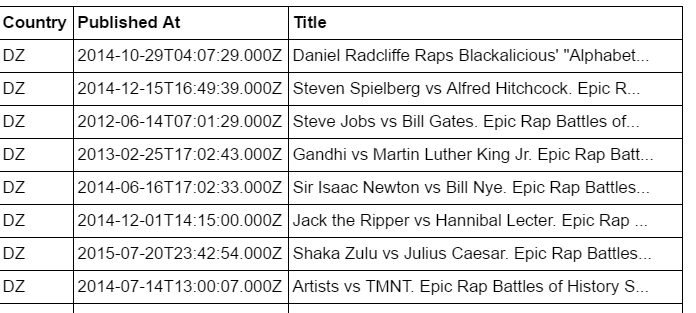 Country Published At Title
DZ 2014-10-29T04:07:29.000Z Daniel Radcliffe Raps Blackalicious' "Alphabet...
DZ 2014-12-15T16:49:39.000Z Steven Spielberg vs Alfred Hitchcock. Epic R...
DZ 2012-06-14T07:01:29.000Z Steve Jobs vs Bill Gates. Epic Rap Battles of...
DZ 2013-02-25T17:02:43.000Z Gandhi vs Martin Luther King Jr. Epic Rap Batt...
DZ 2014-06-16T17:02:33.000Z Sir Isaac Newton vs Bill Nye. Epic Rap Battles...
DZ 2014-12-01T14:15:00.000Z Jack the Ripper vs Hannibal Lecter. Epic Rap ...
DZ 2015-07-20T23:42:54.000Z Shaka Zulu vs Julius Caesar. Epic Rap Battles...
DZ 2014-07-14T13:00:07.000Z Artists vs TMNT. Epic Rap Battles of History S...